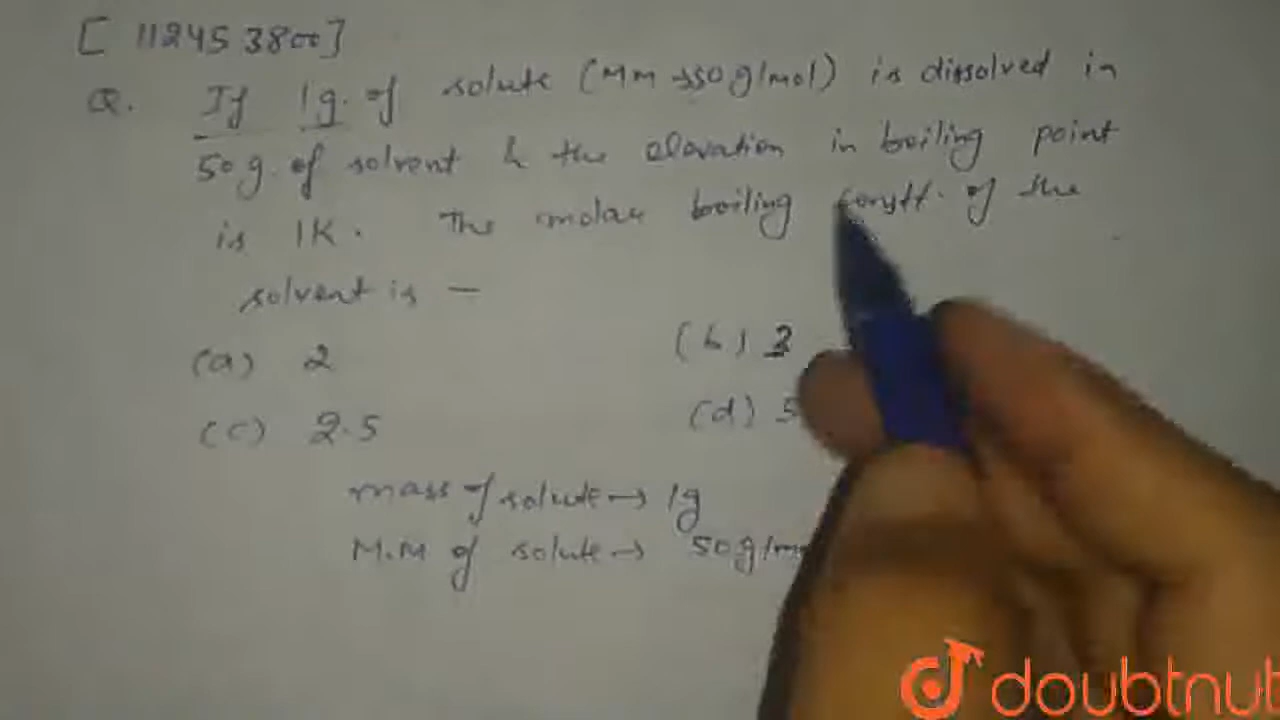 [ 112453800 ]
Q. If 1g. of solute (MM → 50 g/mol) is dissolved in
50 g. of solvent & the elevation in boiling point
is 1K. The molar boiling constt. of the
solvent is —
(a) 2
(b) 3
(c) 2.5
(d) 5
mass of solute → 1g
M.M of solute → 50 g/m
doubtnut